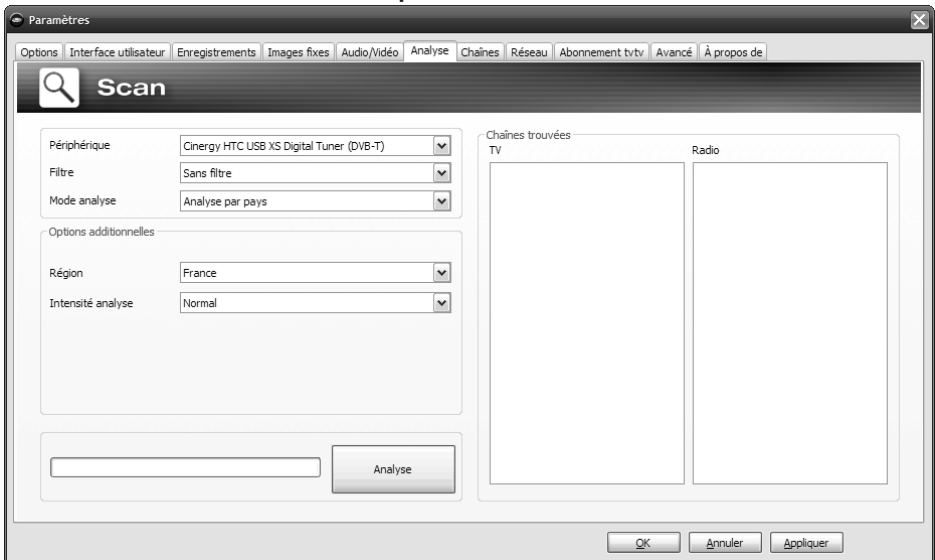 Paramètres
Options Interface utilisateur Enregistrements Images fixes Audio/Vidéo Analyse Chaînes Réseau Abonnement tvtv Avancé À propos de
Scan
Périphérique Cinergy HTC USB XS Digital Tuner (DVB-T)
Filtre Sans filtre
Mode analyse Analyse par pays
Options additionnelles
Région France
Intensité analyse Normal
Analyse
Chaînes trouvées
TV Radio
OK Annuler Appliquer